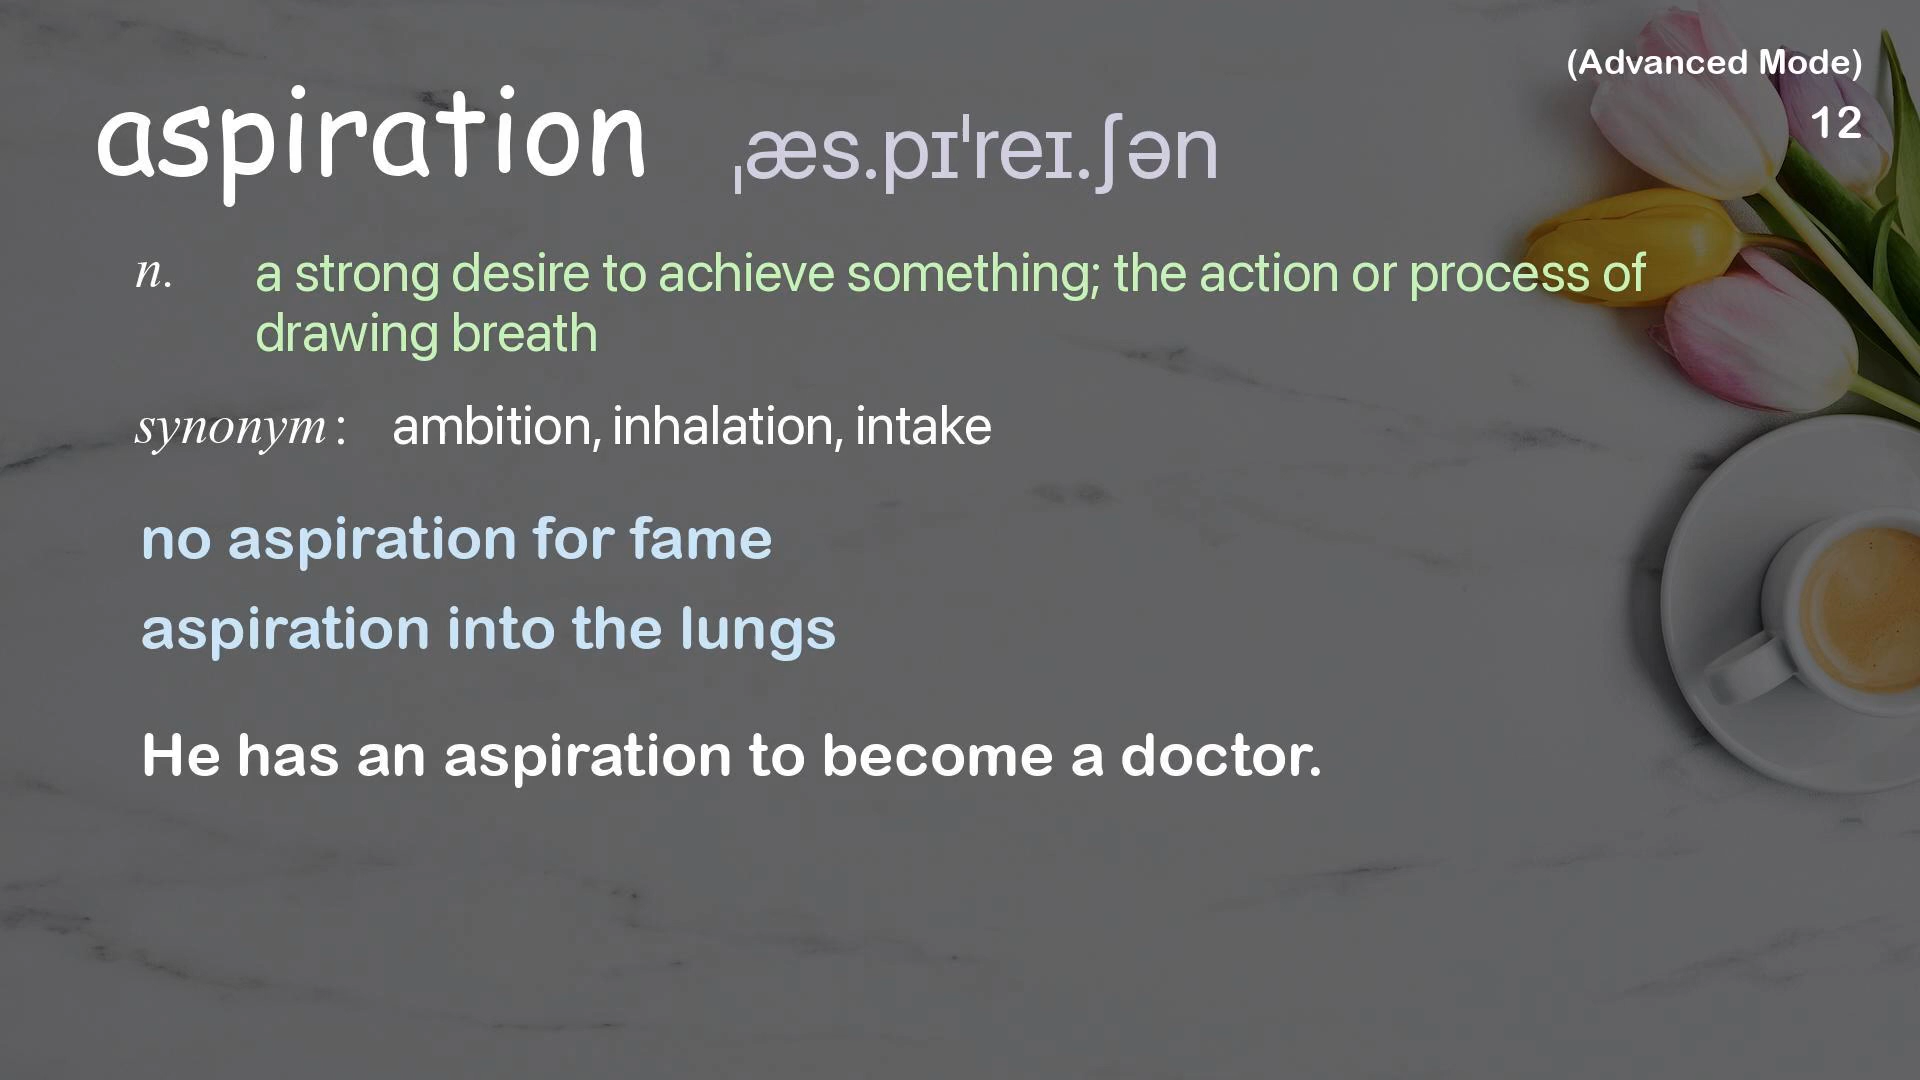 (Advanced Mode)
aspiration ˌæs.pɪˈreɪ.ʃən
12
n. a strong desire to achieve something; the action or process of
drawing breath
synonym: ambition, inhalation, intake
no aspiration for fame
aspiration into the lungs
He has an aspiration to become a doctor.